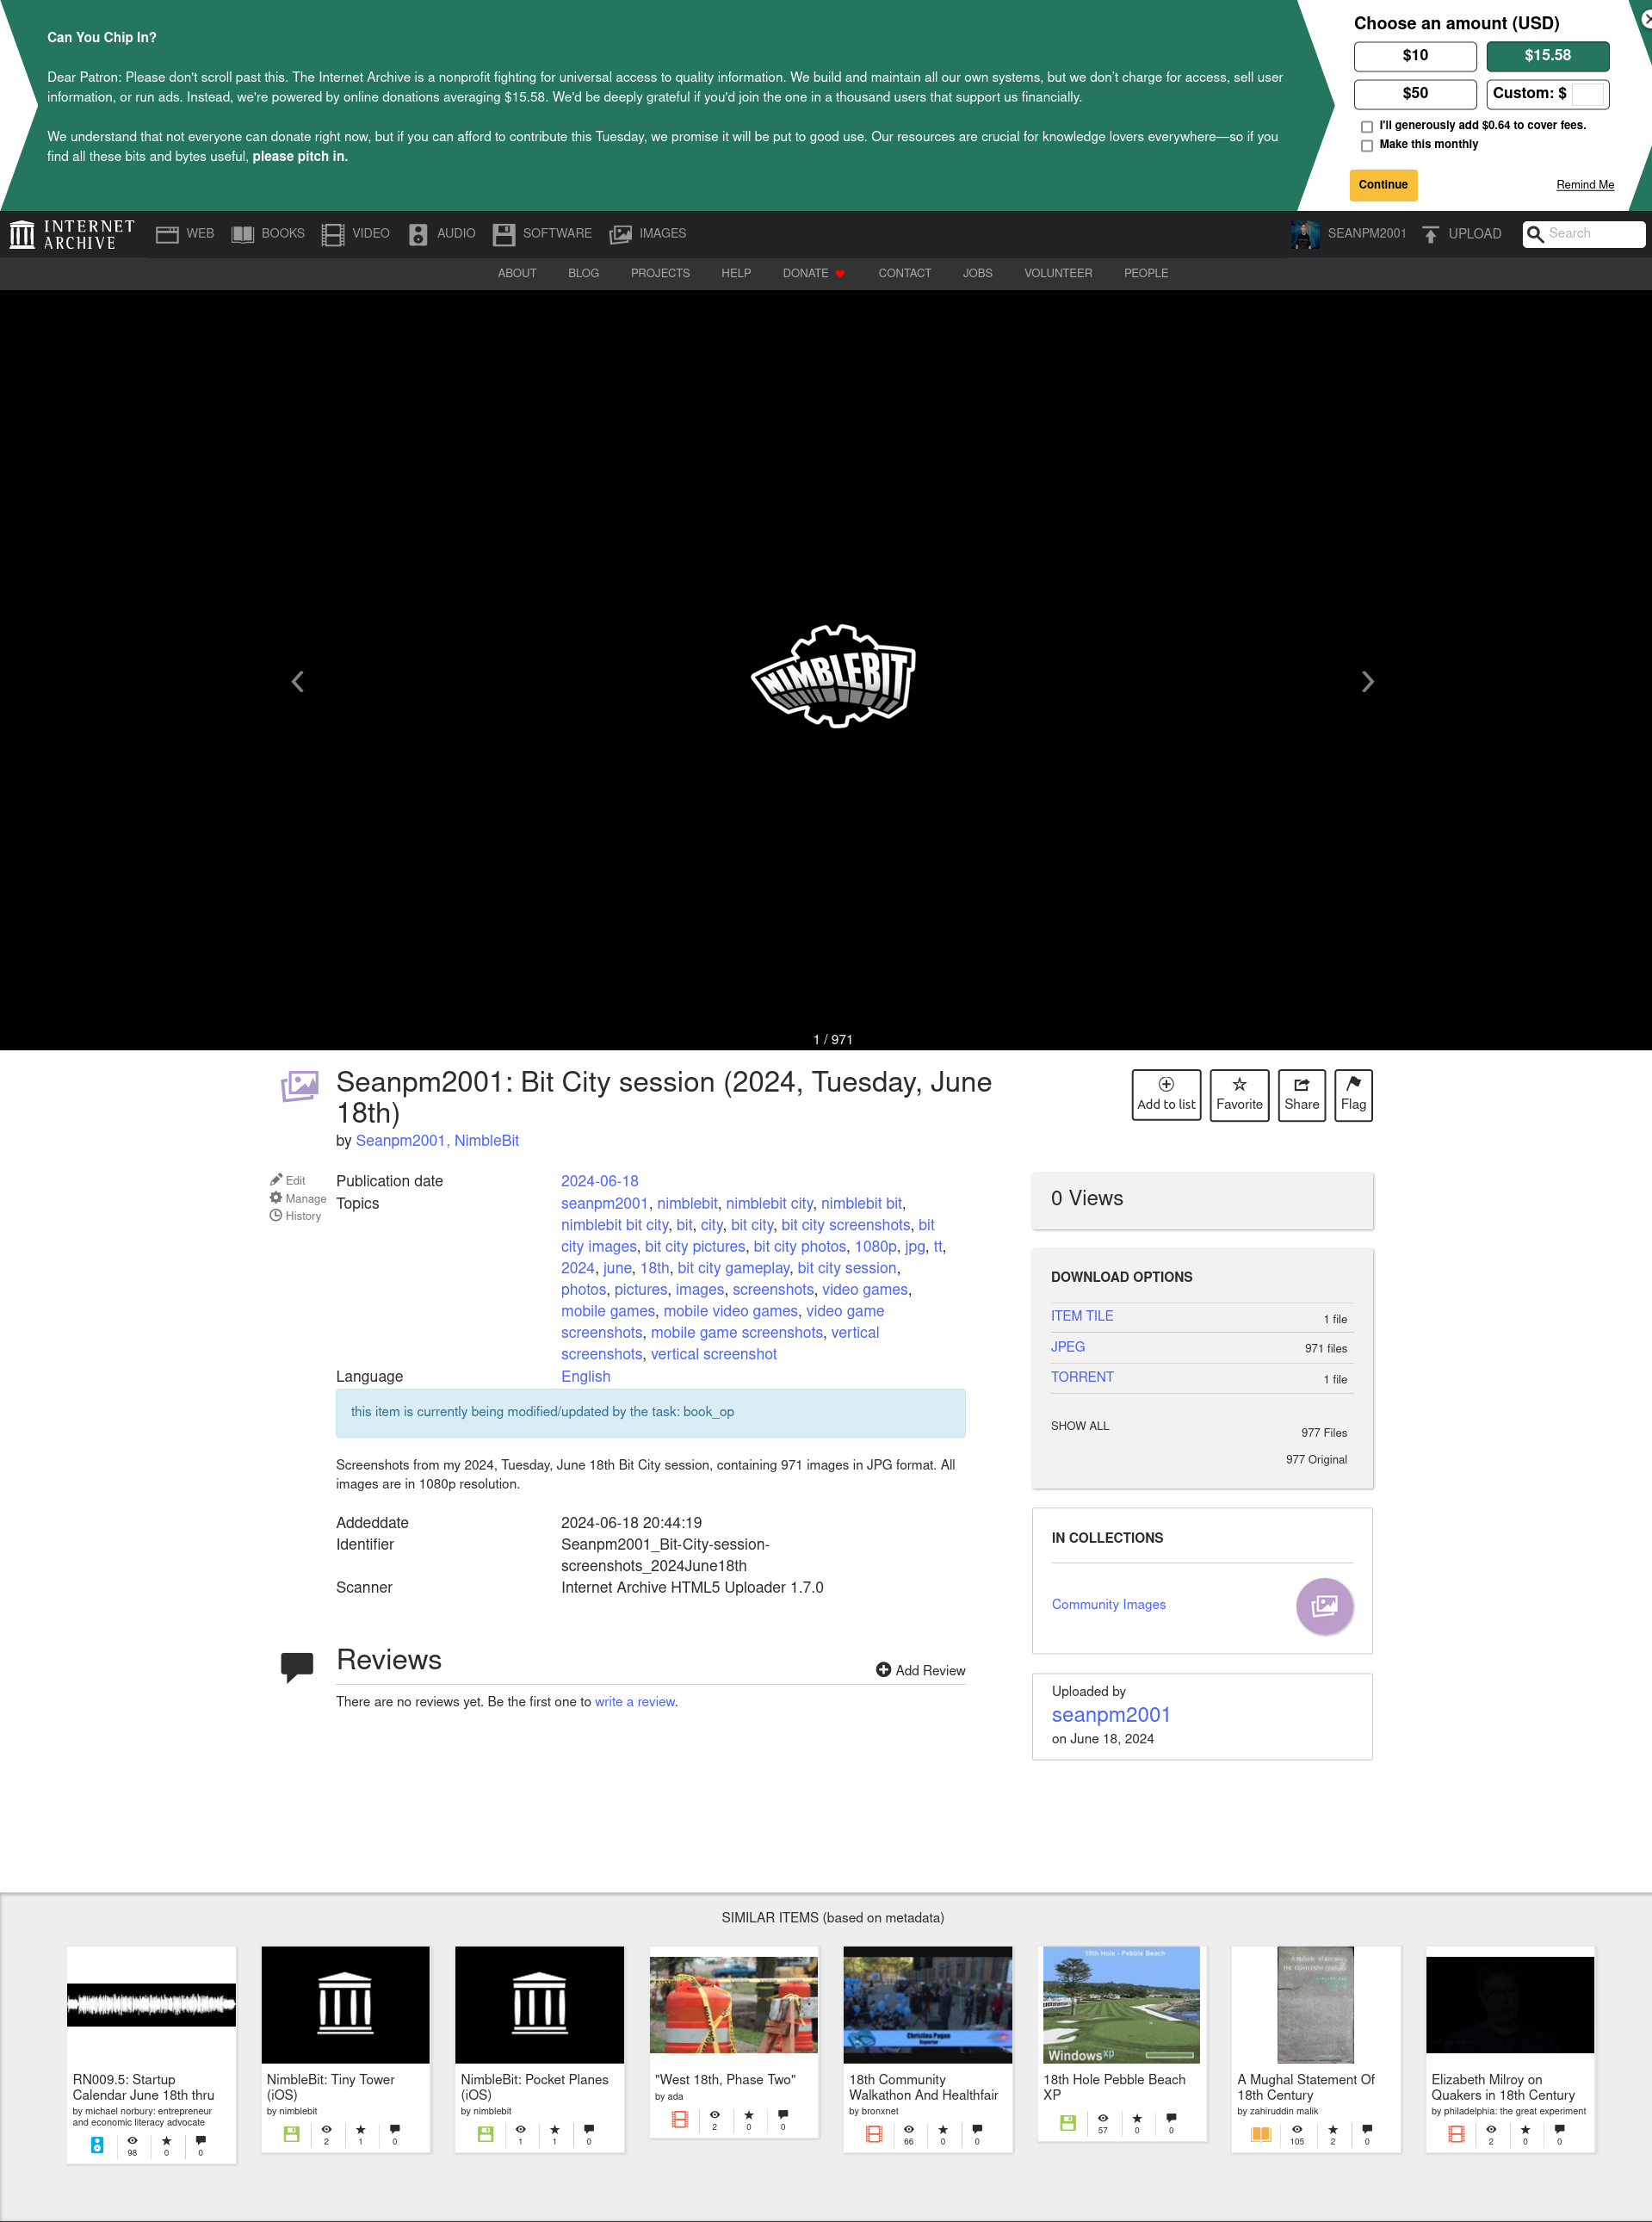 Can You Chip In?
Dear Patron: Please don't scroll past this. The Internet Archive is a nonprofit fighting for universal access to quality information. We build and maintain all our own systems, but we don't charge for access, sell user
information, or run ads. Instead, we're powered by online donations averaging $15.58. We'd be deeply grateful if you'd join the one in a thousand users that support us financially.
We understand that not everyone can donate right now, but if you can afford to contribute this Tuesday, we promise it will be put to good use. Our resources are crucial for knowledge lovers everywhere—so if you
find all these bits and bytes useful, please pitch in.
Choose an amount (USD)
$10
$15.58
$50
Custom: $
I'll generously add $0.64 to cover fees.
Make this monthly
Continue
Remind Me
INTERNET
ARCHIVE
WEB
BOOKS
VIDEO
AUDIO
SOFTWARE
IMAGES
SEANPM2001
UPLOAD
Search
ABOUT
BLOG
PROJECTS
HELP
DONATE
CONTACT
JOBS
VOLUNTEER
PEOPLE
NIMBLEBIT
1 / 971
Seanpm2001: Bit City session (2024, Tuesday, June
18th)
by Seanpm2001, NimbleBit
Add to list
Favorite
Share
Flag
Edit
Manage
History
Publication date 2024-06-18
Topics seanpm2001, nimblebit, nimblebit city, nimblebit bit,
nimblebit bit city, bit, city, bit city, bit city screenshots, bit
city images, bit city pictures, bit city photos, 1080p, jpg, tt,
2024, june, 18th, bit city gameplay, bit city session,
photos, pictures, images, screenshots, video games,
mobile games, mobile video games, video game
screenshots, mobile game screenshots, vertical
screenshots, vertical screenshot
Language English
this item is currently being modified/updated by the task: book_op
Screenshots from my 2024, Tuesday, June 18th Bit City session, containing 971 images in JPG format. All
images are in 1080p resolution.
Addeddate 2024-06-18 20:44:19
Identifier Seanpm2001_Bit-City-session-
screenshots_2024June18th
Scanner Internet Archive HTML5 Uploader 1.7.0
Reviews
Add Review
There are no reviews yet. Be the first one to write a review.
0 Views
DOWNLOAD OPTIONS
ITEM TILE 1 file
JPEG 971 files
TORRENT 1 file
SHOW ALL 977 Files
977 Original
IN COLLECTIONS
Community Images
Uploaded by
seanpm2001
on June 18, 2024
SIMILAR ITEMS (based on metadata)
RN009.5: Startup
Calendar June 18th thru
by michael norbury: entrepreneur
and economic literacy advocate
98 0 0
NimbleBit: Tiny Tower
(iOS)
by nimblebit
2 1 0
NimbleBit: Pocket Planes
(iOS)
by nimblebit
1 1 0
"West 18th, Phase Two"
by ada
2 0 0
Christina Pagan
18th Community
Walkathon And Healthfair
by bronxnet
66 0 0
18th Hole - Pebble Beach
Windows xp
18th Hole Pebble Beach
XP
57 0 0
A Mughal Statement Of
18th Century
by zahiruddin malik
105 2 0
Elizabeth Milroy on
Quakers in 18th Century
by philadelphia: the great experiment
2 0 0